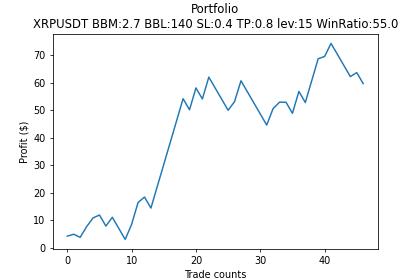 Portfolio
XRPUSDT BBM:2.7 BBL:140 SL:0.4 TP:0.8 lev:15 WinRatio:55.0
Profit ($)
70
60
50
40
30
20
10
0
0 10 20 30 40
Trade counts